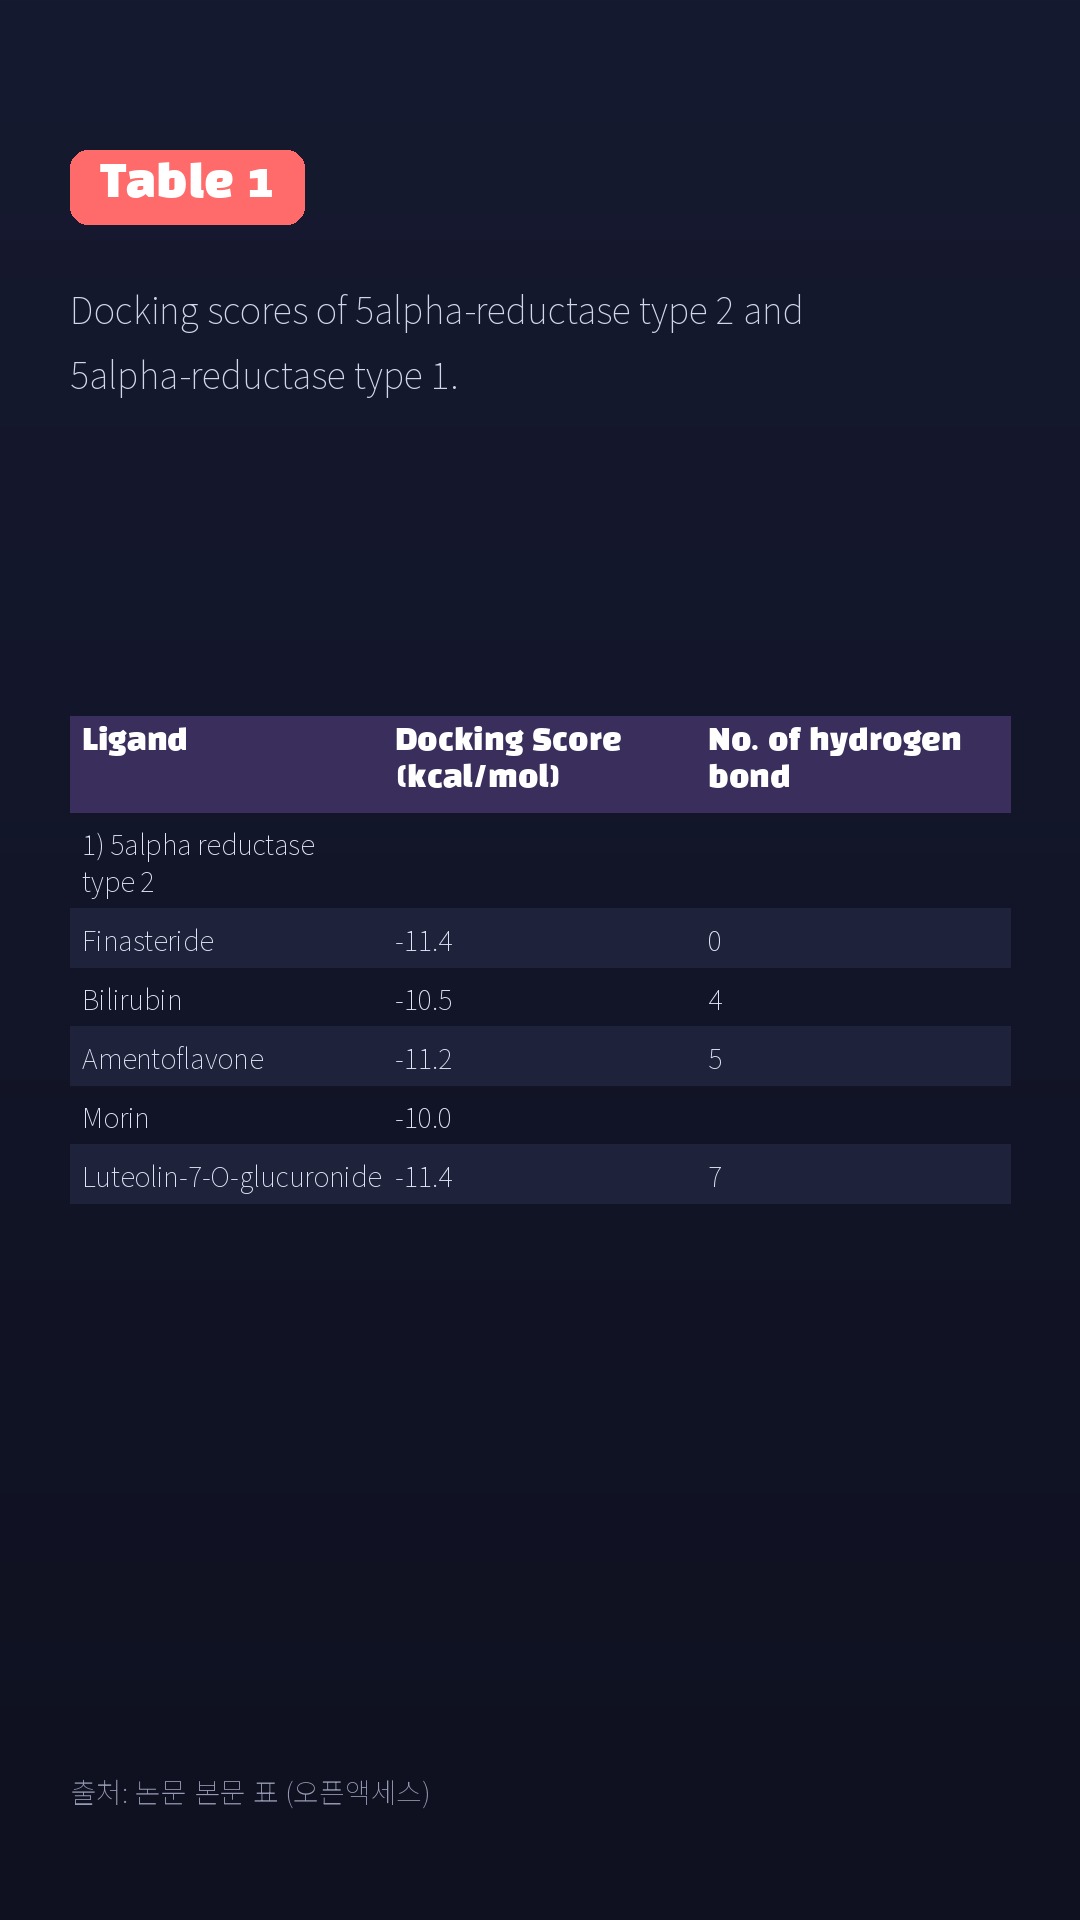 Table 1
Docking scores of 5alpha-reductase type 2 and
5alpha-reductase type 1.
Ligand Docking Score (kcal/mol) No. of hydrogen bond
1) 5alpha reductase type 2
Finasteride -11.4 0
Bilirubin -10.5 4
Amentoflavone -11.2 5
Morin -10.0
Luteolin-7-O-glucuronide -11.4 7
출처: 논문 본문 표 (오픈액세스)